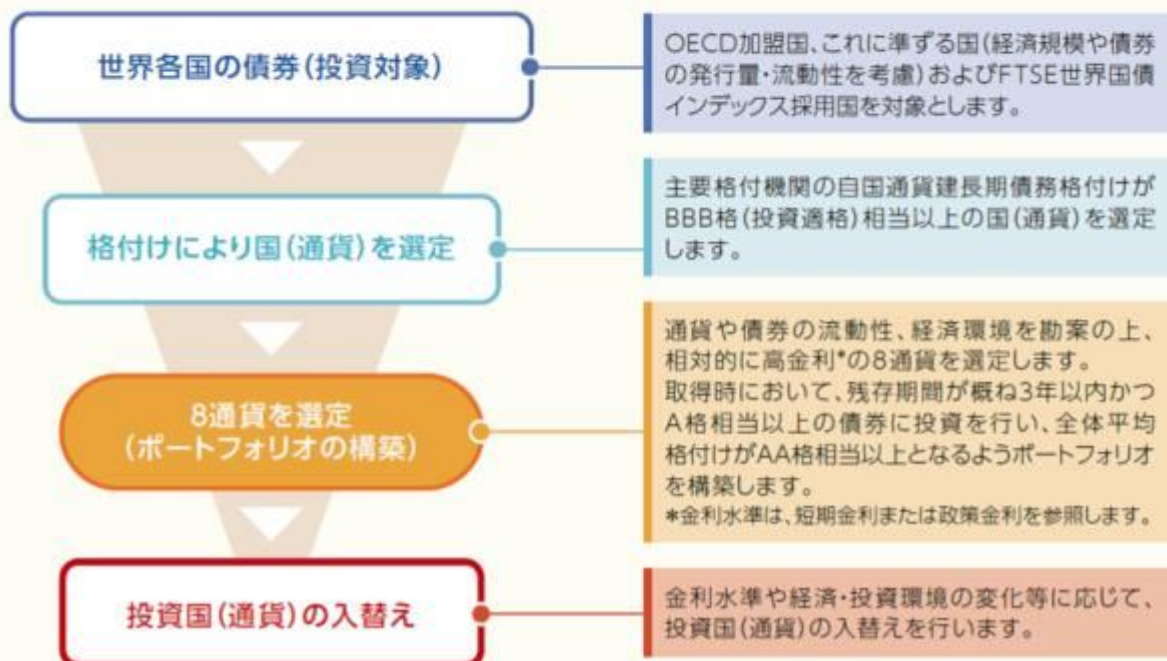 世界各国の債券(投資対象)
OECD加盟国、これに準ずる国(経済規模や債券
の発行量・流動性を考慮)およびFTSE世界国債
インデックス採用国を対象とします。
格付けにより国(通貨)を選定
主要格付機関の自国通貨建長期債務格付けが
BBB格(投資適格)相当以上の国(通貨)を選定
します。
8通貨を選定
(ポートフォリオの構築)
通貨や債券の流動性、経済環境を勘案の上、
相対的に高金利*の8通貨を選定します。
取得時において、残存期間が概ね3年以内かつ
A格相当以上の債券に投資を行い、全体平均
格付けがAA格相当以上となるようポートフォリオ
を構築します。
*金利水準は、短期金利または政策金利を参照します。
投資国(通貨)の入替え
金利水準や経済・投資環境の変化等に応じて、
投資国(通貨)の入替えを行います。